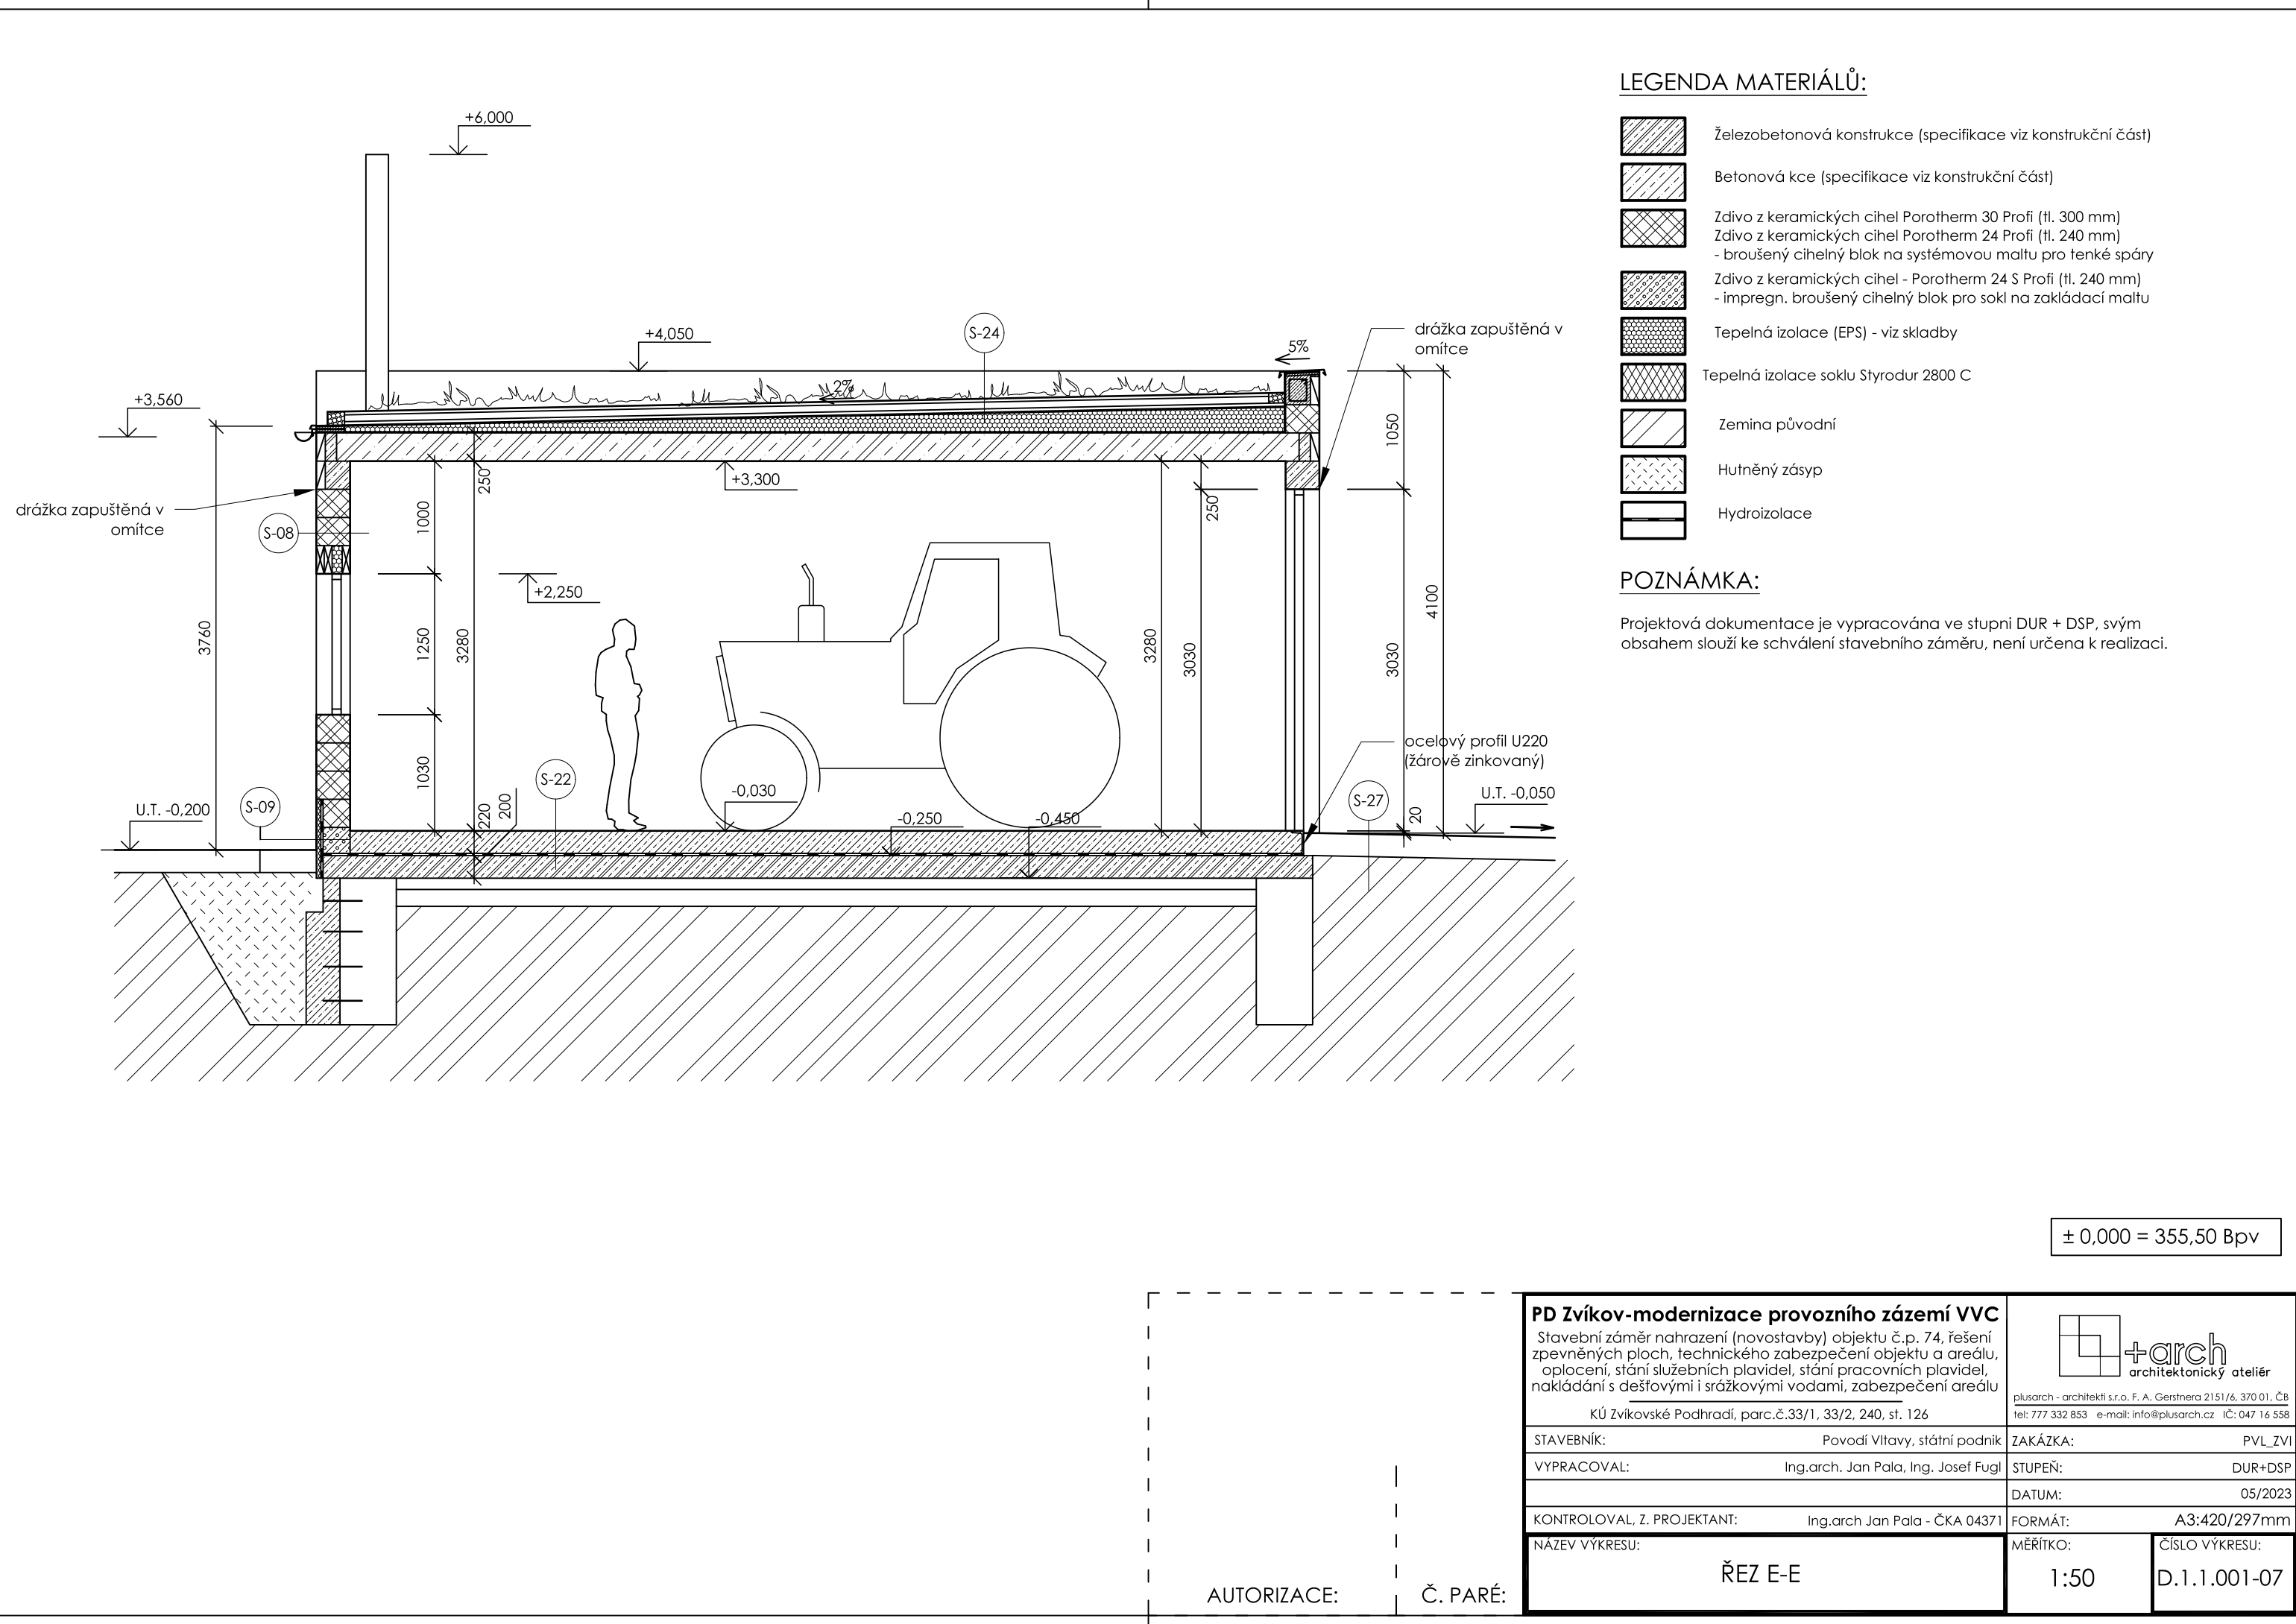 +6,000
+4,050
S-24
5%
drážka zapuštěná v
omítce
+3,560
2%
1050
250
+3,300
drážka zapuštěná v
omítce
S-08
1000
250
+2,250
3760
1250
3280
3280
3030
3030
4100
ocelový profil U220
(žárově zinkovaný)
1030
S-22
-0,030
S-27
U.T. -0,050
U.T. -0,200
S-09
220
200
-0,250
-0,450
20
LEGENDA MATERIÁLŮ:
Železobetonová konstrukce (specifikace viz konstrukční část)
Betonová kce (specifikace viz konstrukční část)
Zdivo z keramických cihel Porotherm 30 Profi (tl. 300 mm)
Zdivo z keramických cihel Porotherm 24 Profi (tl. 240 mm)
- broušený cihelný blok na systémovou maltu pro tenké spáry
Zdivo z keramických cihel - Porotherm 24 S Profi (tl. 240 mm)
- impregn. broušený cihelný blok pro sokl na zakládací maltu
Tepelná izolace (EPS) - viz skladby
Tepelná izolace soklu Styrodur 2800 C
Zemina původní
Hutněný zásyp
Hydroizolace
POZNÁMKA:
Projektová dokumentace je vypracována ve stupni DUR + DSP, svým
obsahem slouží ke schválení stavebního záměru, není určena k realizaci.
± 0,000 = 355,50 Bpv
PD Zvíkov-modernizace provozního zázemí VVC
Stavební záměr nahrazení (novostavby) objektu č.p. 74, řešení
zpevněných ploch, technického zabezpečení objektu a areálu,
oplocení, stání služebních plavidel, stání pracovních plavidel,
nakládání s dešťovými i srážkovými vodami, zabezpečení areálu
KÚ Zvíkovské Podhradí, parc.č.33/1, 33/2, 240, st. 126
+arch
architektonický ateliér
plusarch - architekti s.r.o. F. A. Gerstnera 2151/6, 370 01, ČB
tel: 777 332 853 e-mail: info@plusarch.cz IČ: 047 16 558
STAVEBNÍK: Povodí Vltavy, státní podnik
ZAKÁZKA: PVL_ZVI
VYPRACOVAL: Ing.arch. Jan Pala, Ing. Josef Fugl
STUPEŇ: DUR+DSP
DATUM: 05/2023
KONTROLOVAL, Z. PROJEKTANT: Ing.arch Jan Pala - ČKA 04371
FORMÁT: A3:420/297mm
NÁZEV VÝKRESU:
ŘEZ E-E
MĚŘÍTKO:
1:50
ČÍSLO VÝKRESU:
D.1.1.001-07
AUTORIZACE:
Č. PARÉ: